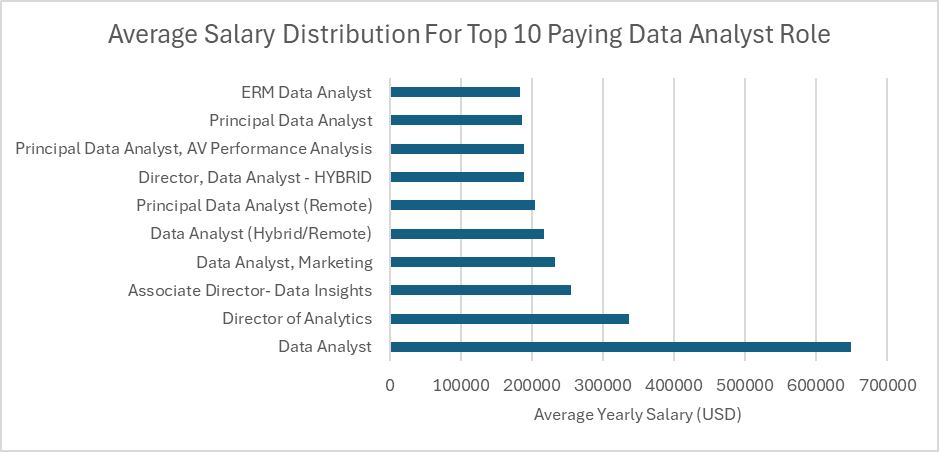 Average Salary Distribution For Top 10 Paying Data Analyst Role
ERM Data Analyst
Principal Data Analyst
Principal Data Analyst, AV Performance Analysis
Director, Data Analyst - HYBRID
Principal Data Analyst (Remote)
Data Analyst (Hybrid/Remote)
Data Analyst, Marketing
Associate Director- Data Insights
Director of Analytics
Data Analyst
0 100000 200000 300000 400000 500000 600000 700000
Average Yearly Salary (USD)